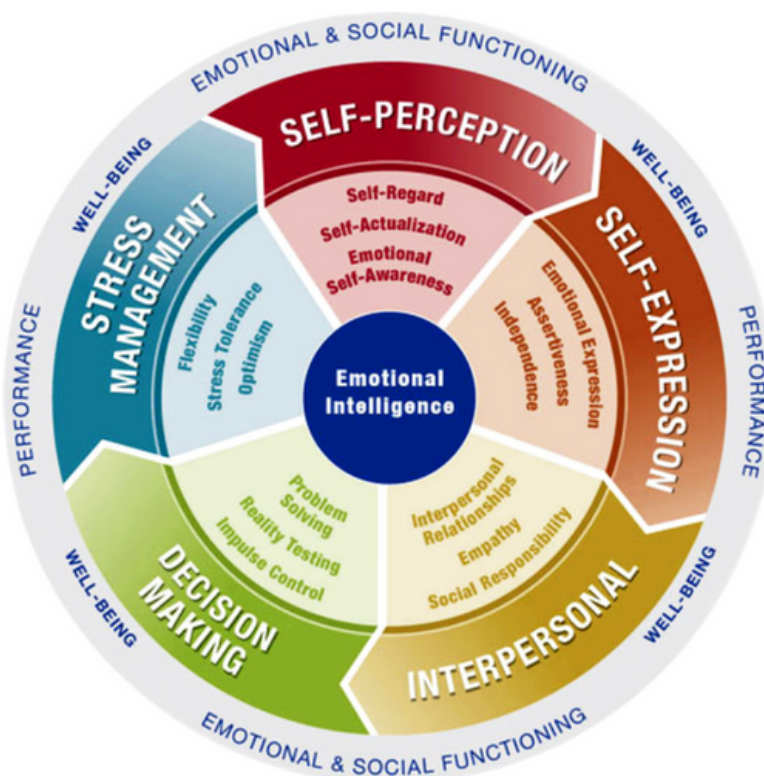 EMOTIONAL & SOCIAL FUNCTIONING
WELL-BEING
WELL-BEING
PERFORMANCE
PERFORMANCE
SELF-PERCEPTION
Self-Regard
Self-Actualization
Emotional
Self-Awareness
SELF-EXPRESSION
Emotional Expression
Assertiveness
Independence
STRESS
MANAGEMENT
Flexibility
Stress Tolerance
Optimism
Emotional
Intelligence
INTERPERSONAL
Interpersonal
Relationships
Empathy
Social Responsibility
DECISION
MAKING
Problem
Solving
Reality Testing
Impulse Control
WELL-BEING
WELL-BEING
EMOTIONAL & SOCIAL FUNCTIONING